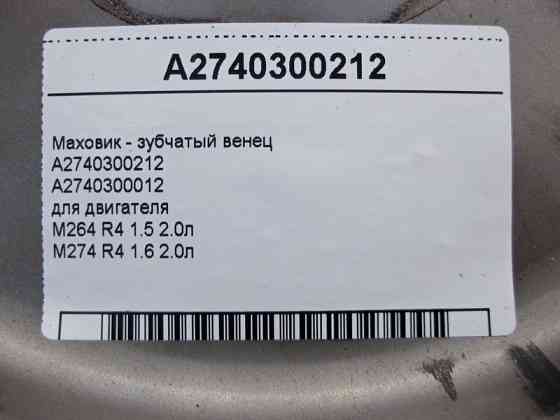 A2740300212
Маховик - зубчатый венец
A2740300212
A2740300012
для двигателя
M264 R4 1.5 2.0л
M274 R4 1.6 2.0л